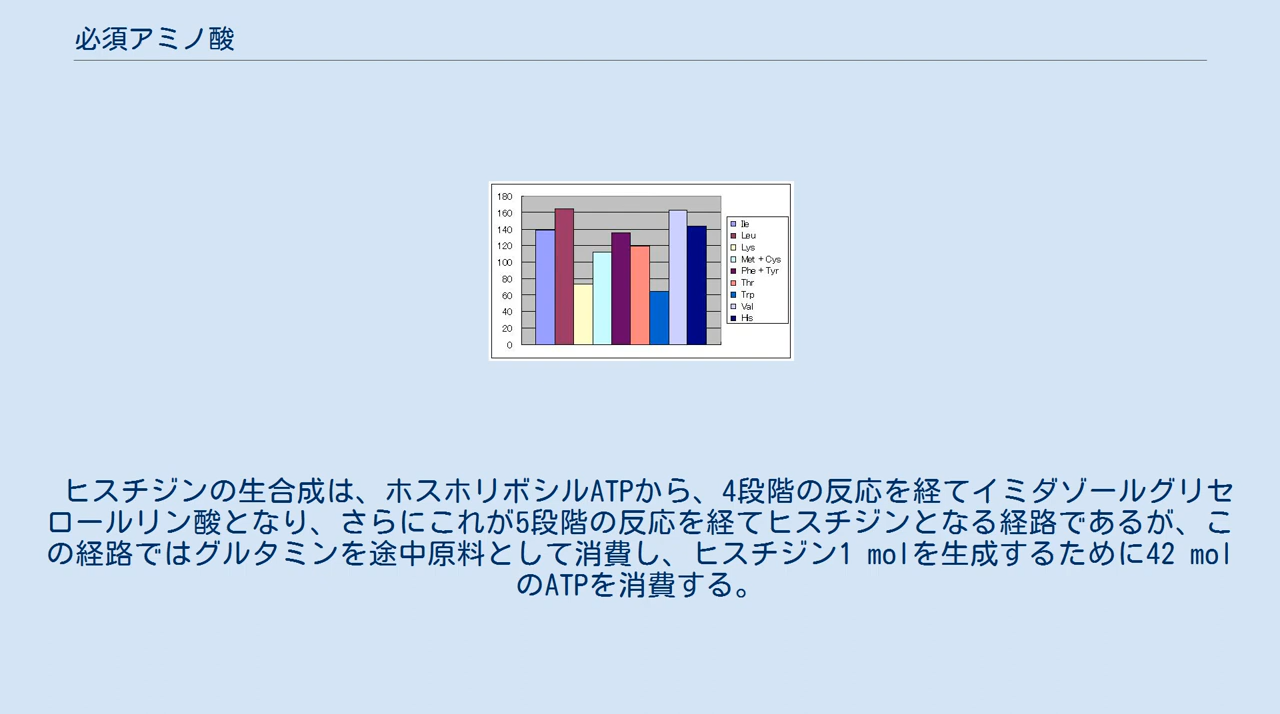 必須アミノ酸
180
160
140
120
100
80
60
40
20
0
Ile
Leu
Lys
Met + Cys
Phe + Tyr
Thr
Trp
Val
His
ヒスチジンの生合成は、ホスホリボシルATPから、4段階の反応を経てイミダゾールグリセ
ロールリン酸となり、さらにこれが5段階の反応を経てヒスチジンとなる経路であるが、こ
の経路ではグルタミンを途中原料として消費し、ヒスチジン1 molを生成するために42 mol
のATPを消費する。